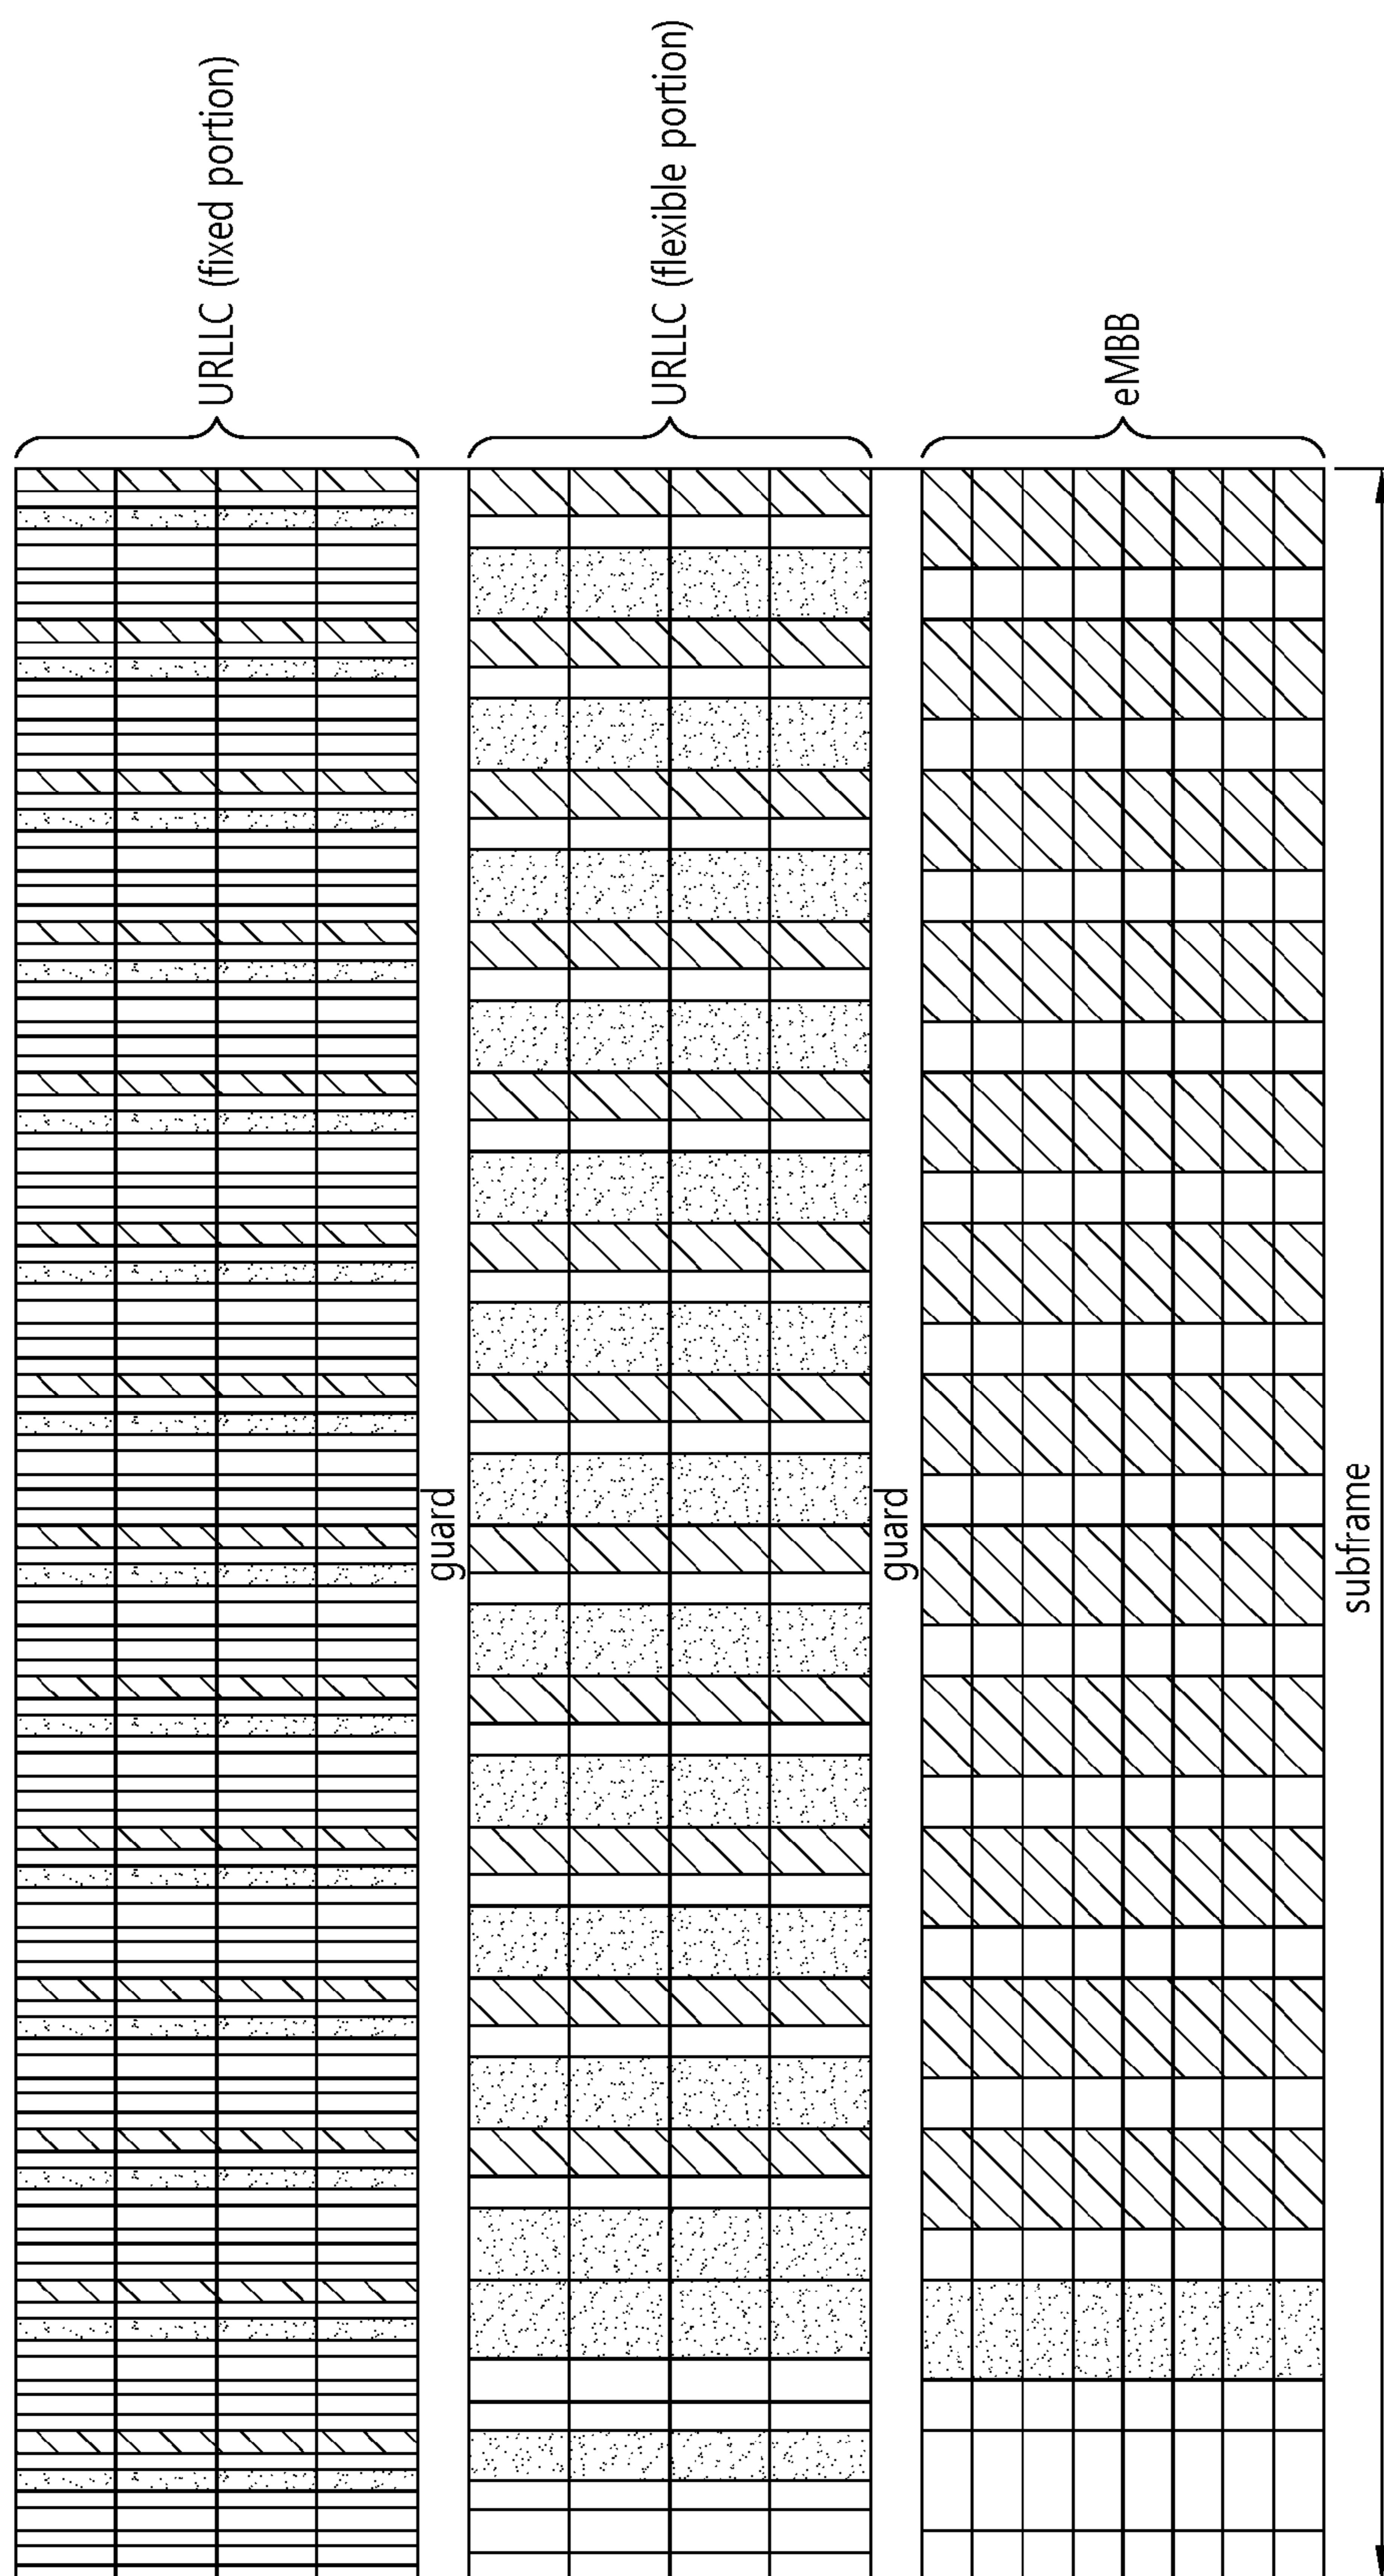 URLLC (fixed portion)
guard
URLLC (flexible portion)
guard
eMBB
subframe